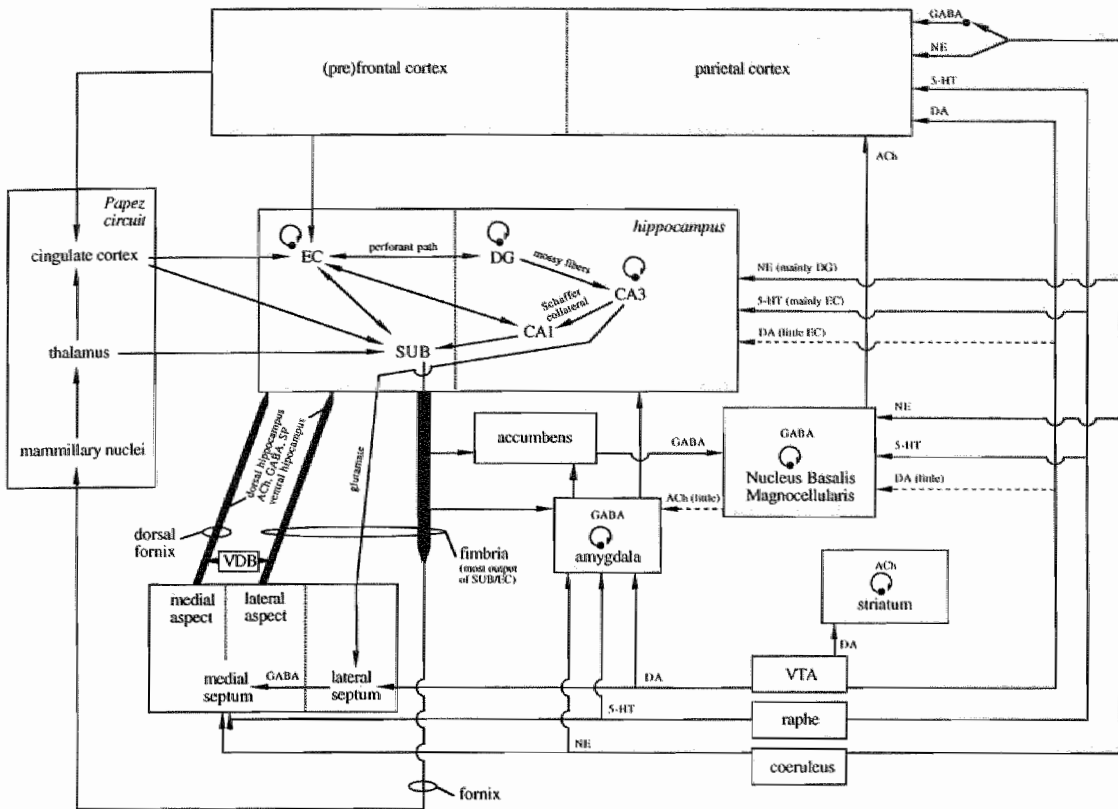 GABA
NE
(pre)frontal cortex
parietal cortex
5-HT
DA
ACh
Papez
circuit
hippocampus
cingulate cortex
EC
perforant path
DG
mossy fibers
CA3
NE (mainly DG)
Schaffer
collateral
5-HT (mainly EC)
CA1
DA (little EC)
thalamus
SUB
NE
accumbens
GABA
GABA
mammillary nuclei
dorsal hippocampus
ACh, GABA, SP
ventral hippocampus
glutamate
5-HT
Nucleus Basalis
Magnocellularis
DA (little)
ACh (little)
GABA
dorsal
fornix
fimbria
(most output
of SUB/EC)
amygdala
VDB
ACh
striatum
medial
aspect
lateral
aspect
DA
medial
septum
GABA
lateral
septum
DA
VTA
5-HT
raphe
NE
coeruleus
fornix